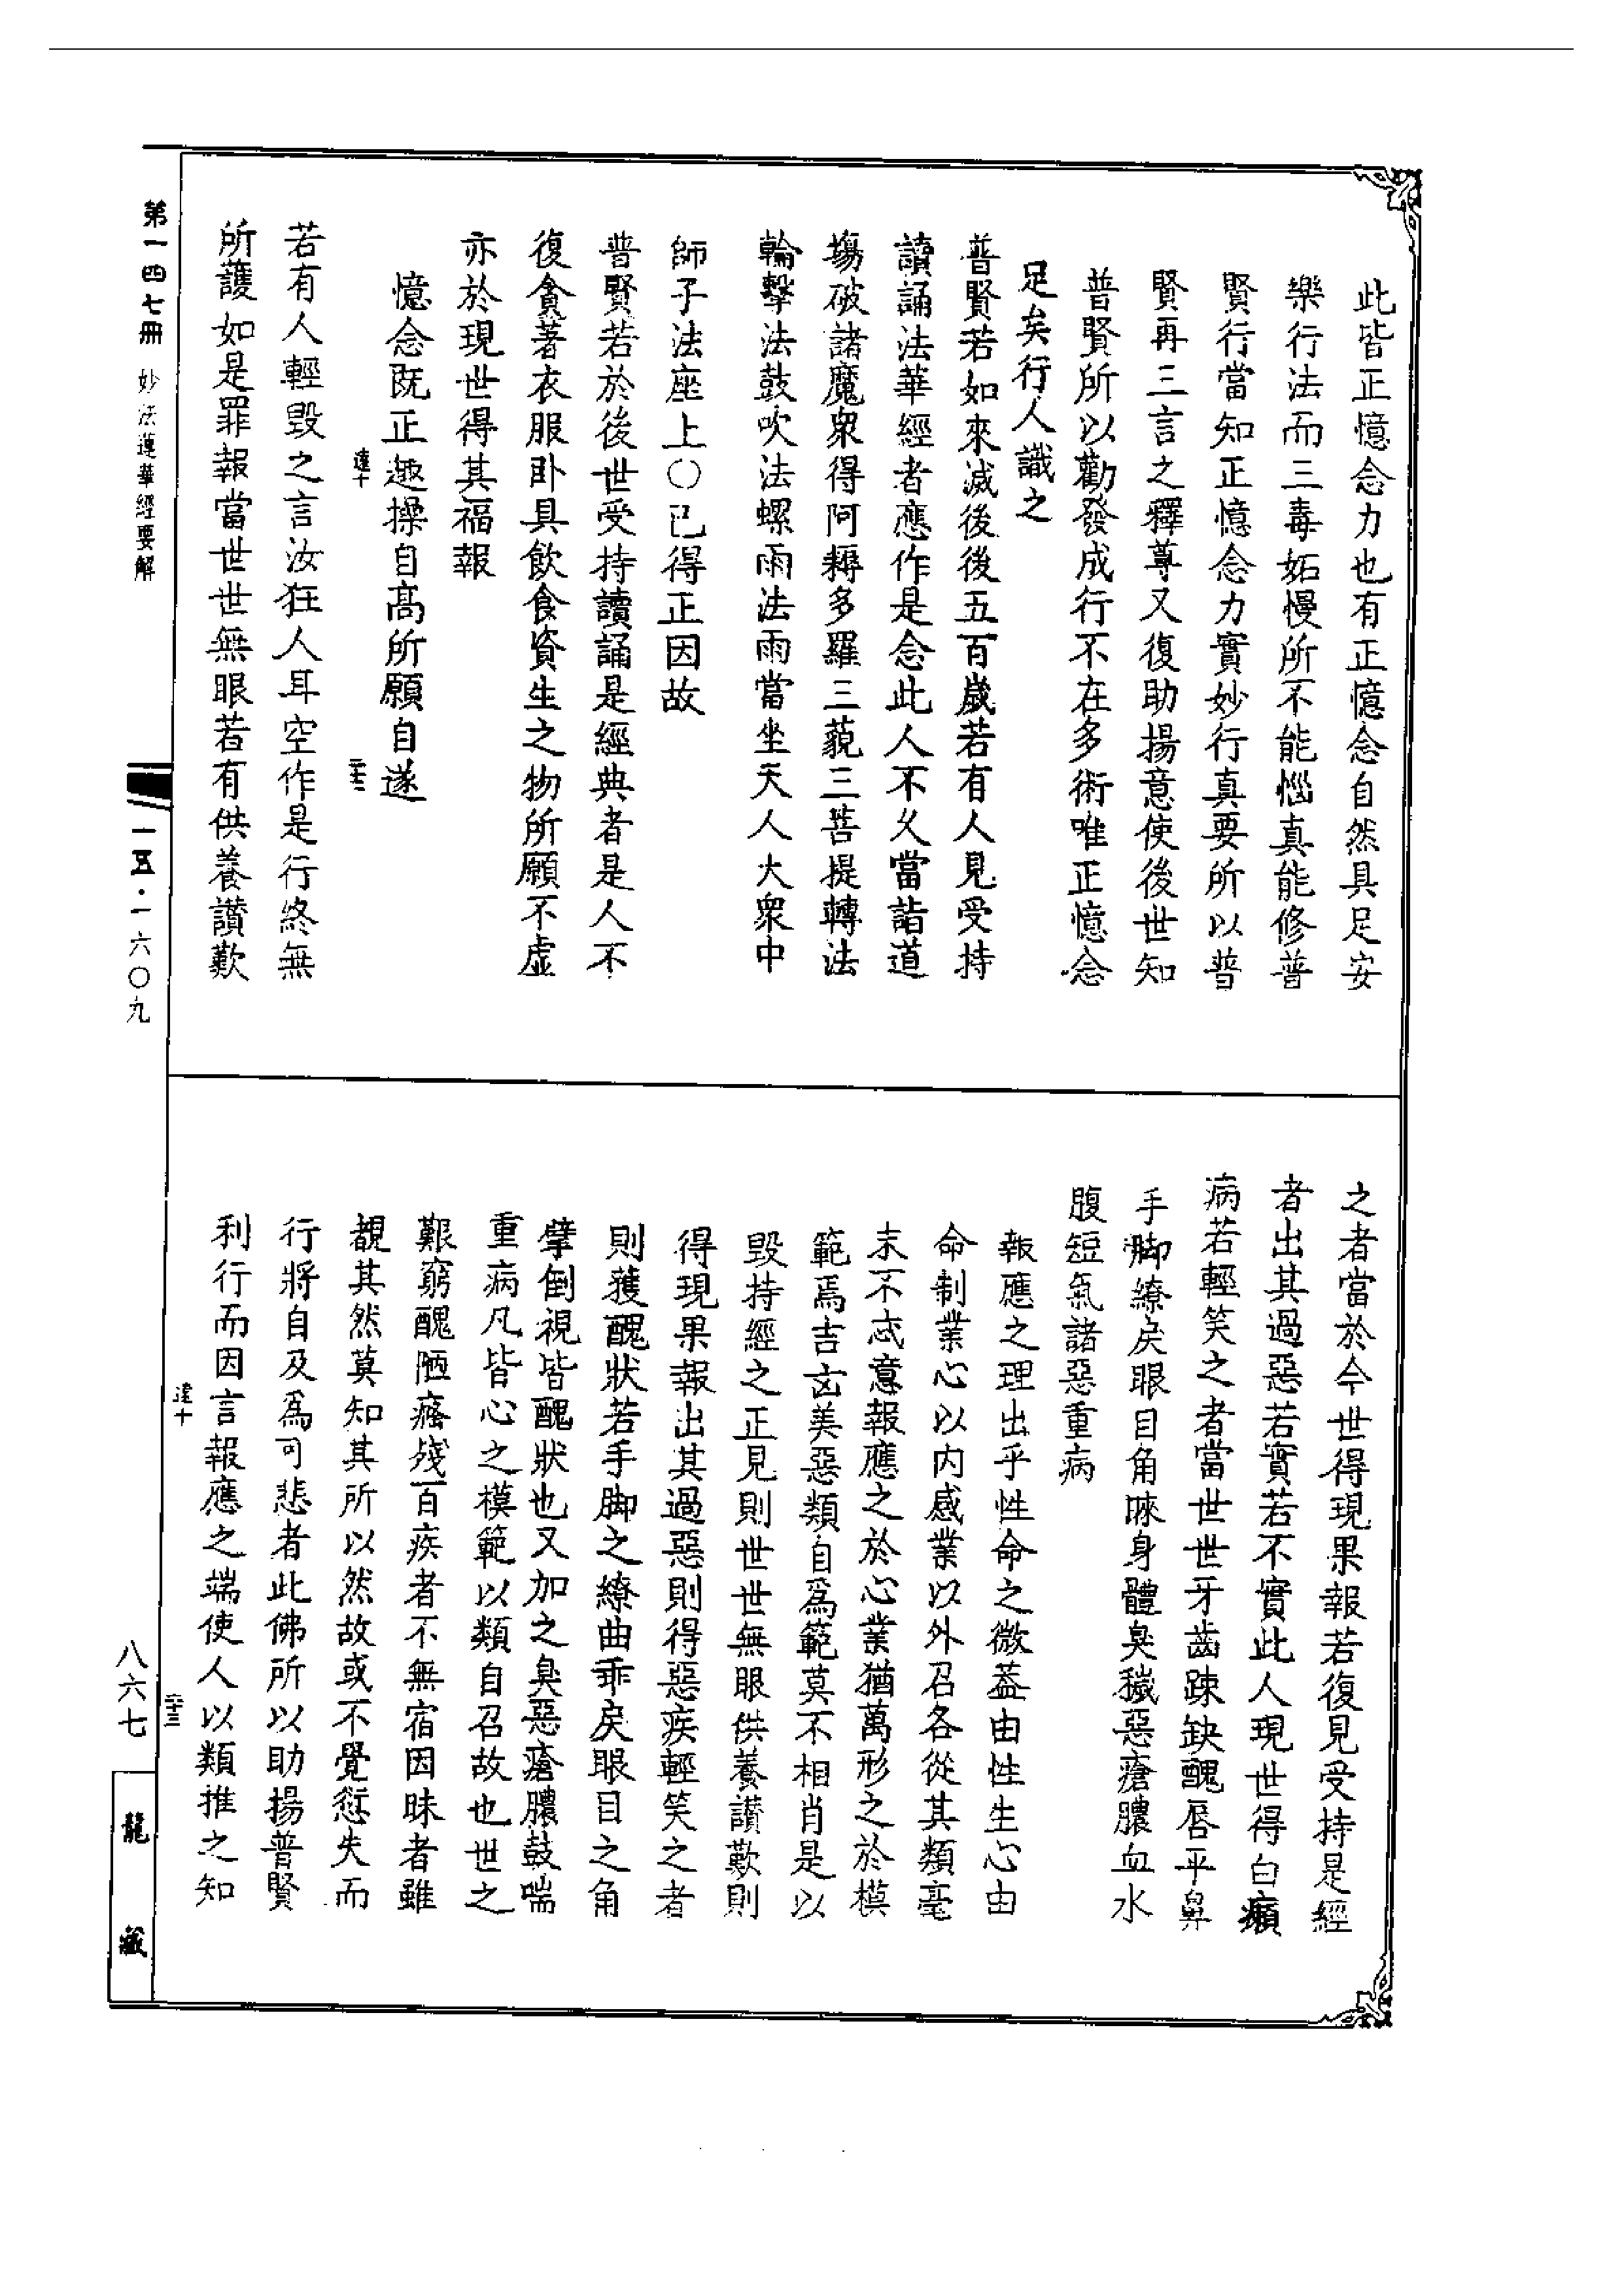 此皆正憶念力也有正憶念自然具足安
樂行法而三毒妬慢所不能惱真能修普
賢行當知正憶念力實妙行真要所以普
賢再三言之釋尊又復助揚意使後世知
普賢所以勸發成行不在多術唯正憶念
足矣行人識之
普賢若如來滅後後五百歲若有人見受持
讀誦法華經者應作是念此人不久當詣道
場破諸魔衆得阿耨多羅三藐三菩提轉法
輪擊法鼓吹法螺雨法雨當坐天人大衆中
師子法座上○已得正因故
普賢若於後世受持讀誦是經典者是人不
復貪著衣服臥具飲食資生之物所願不虛
亦於現世得其福報
憶念既正趣操自高所願自遂
達十
二十三
若有人輕毀之言汝狂人耳空作是行終無
所護如是罪報當世世無眼若有供養讃歎
之者當於今世得現果報若復見受持是經
者出其過惡若實若不實此人現世得白癩
病若輕笑之者當世世牙齒踈缺醜唇平鼻
手脚繚戾眼目角睞身體臭穢惡瘡膿血水
腹短氣諸惡重病
報應之理出乎性命之微葢由性生心由
命制業心以內感業以外召各從其類毫
末不忒意報應之於心業猶萬形之於模
範焉吉凶美惡類自爲範莫不相肖是以
毀持經之正見則世世無眼供養讃歎則
得現果報出其過惡則得惡疾輕笑之者
則獲醜狀若手脚之繚曲乖戾眼目之角
擘倒視皆醜狀也又加之臭惡瘡膿鼓喘
重病凡皆心之模範以類自召故也世之
艱窮醜陋癃殘百疾者不無宿因昧者雖
覩其然莫知其所以然故或不覺愆失而
行將自及爲可悲者此佛所以助揚普賢
利行而因言報應之端使人以類推之知
達十
二十三
第一四七冊 妙法蓮華經要解
一五五·一六〇九
八六七
龍藏